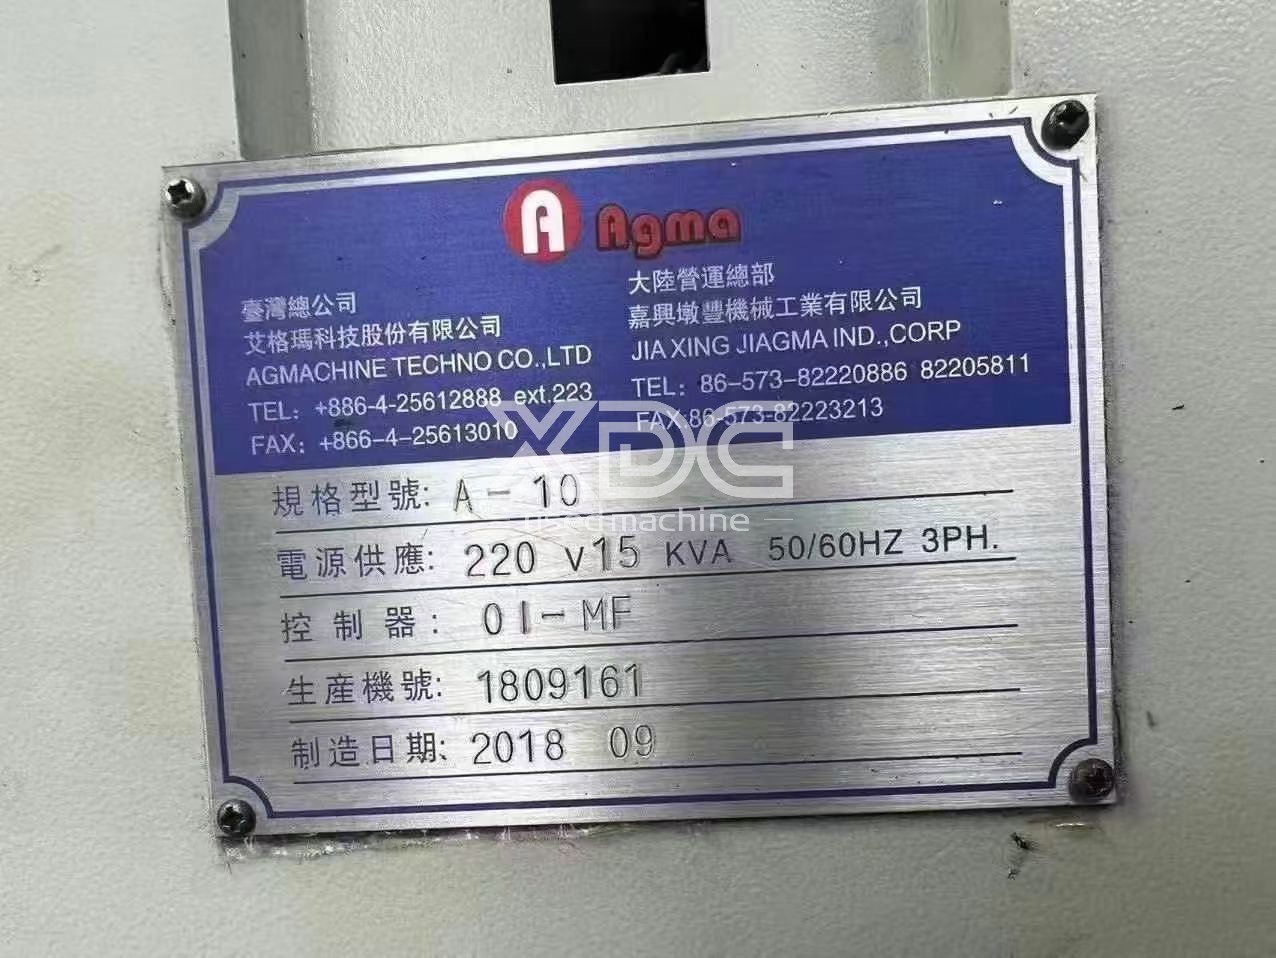 A Agma
臺灣總公司
艾格瑪科技股份有限公司
AGMACHINE TECHNO CO.,LTD
TEL: +886-4-25612888 ext.223
FAX: +866-4-25613010
大陸營運總部
嘉興墩豐機械工業有限公司
JIA XING JIAGMA IND.,CORP
TEL: 86-573-82220886 82205811
FAX:86-573-82223213
XDC
used machine
規格型號: A-10
電源供應: 220 v15 KVA 50/60HZ 3PH.
控制器: 0I-MF
生産機號: 1809161
制造日期: 2018 09